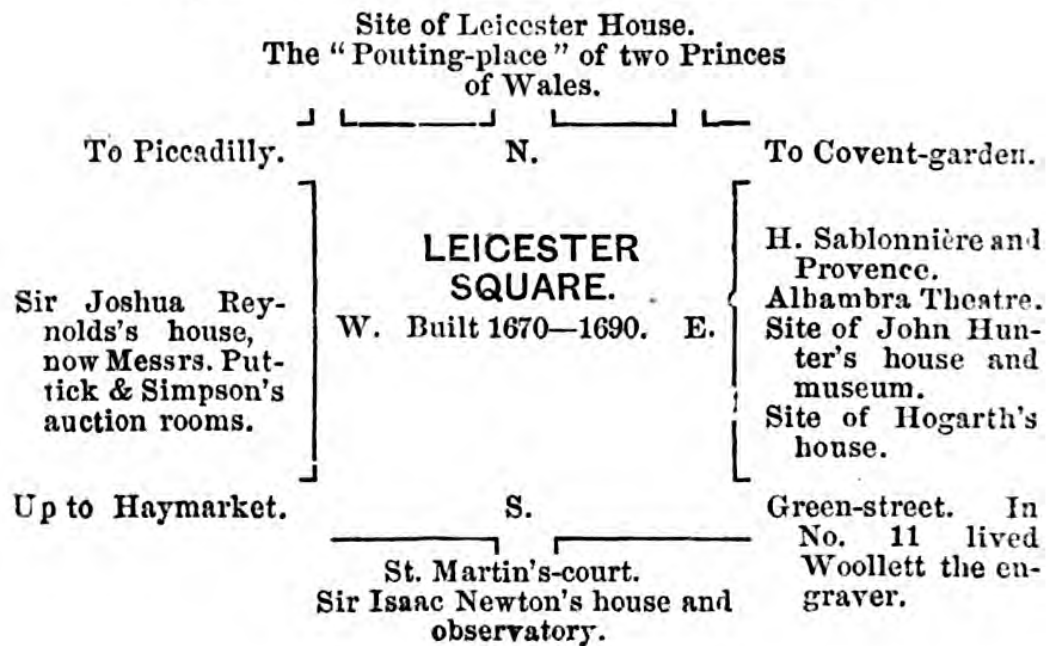 Site of Leicester House.
The "Pouting-place" of two Princes
of Wales.
To Piccadilly.
N.
To Covent-garden.
LEICESTER
SQUARE.
W. Built 1670—1690. E.
Sir Joshua Rey-
nolds's house,
now Messrs. Put-
tick & Simpson's
auction rooms.
H. Sablonnière and
Provence.
Alhambra Theatre.
Site of John Hun-
ter's house and
museum.
Site of Hogarth's
house.
Up to Haymarket.
S.
Green-street. In
No. 11 lived
Woollett the en-
graver.
St. Martin's-court.
Sir Isaac Newton's house and
observatory.